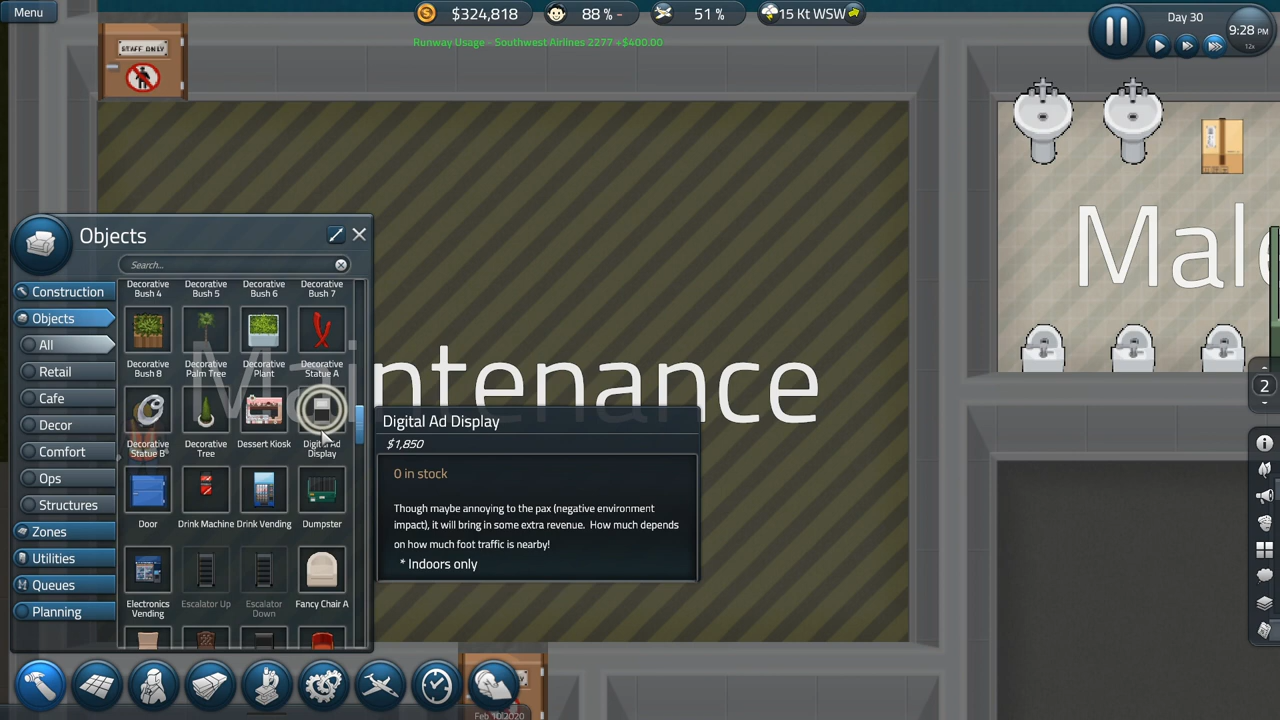 Menu
$324,818
88 % -
51 %
15 Kt WSW
Day 30
9:28 PM
12x
Runway Usage - Southwest Airlines 2277 +$400.00
STAFF ONLY
Male
Maintenance
Objects
Search...
Construction
Objects
All
Retail
Cafe
Decor
Comfort
Ops
Structures
Zones
Utilities
Queues
Planning
Decorative Bush 4
Decorative Bush 5
Decorative Bush 6
Decorative Bush 7
Decorative Bush 8
Decorative Palm Tree
Decorative Plant
Decorative Statue A
Decorative Statue B
Decorative Tree
Dessert Kiosk
Digital Ad Display
Door
Drink Machine
Drink Vending
Dumpster
Electronics Vending
Escalator Up
Escalator Down
Fancy Chair A
Digital Ad Display
$1,850
0 in stock
Though maybe annoying to the pax (negative environment
impact), it will bring in some extra revenue. How much depends
on how much foot traffic is nearby!
* Indoors only
2
Feb 10, 2020